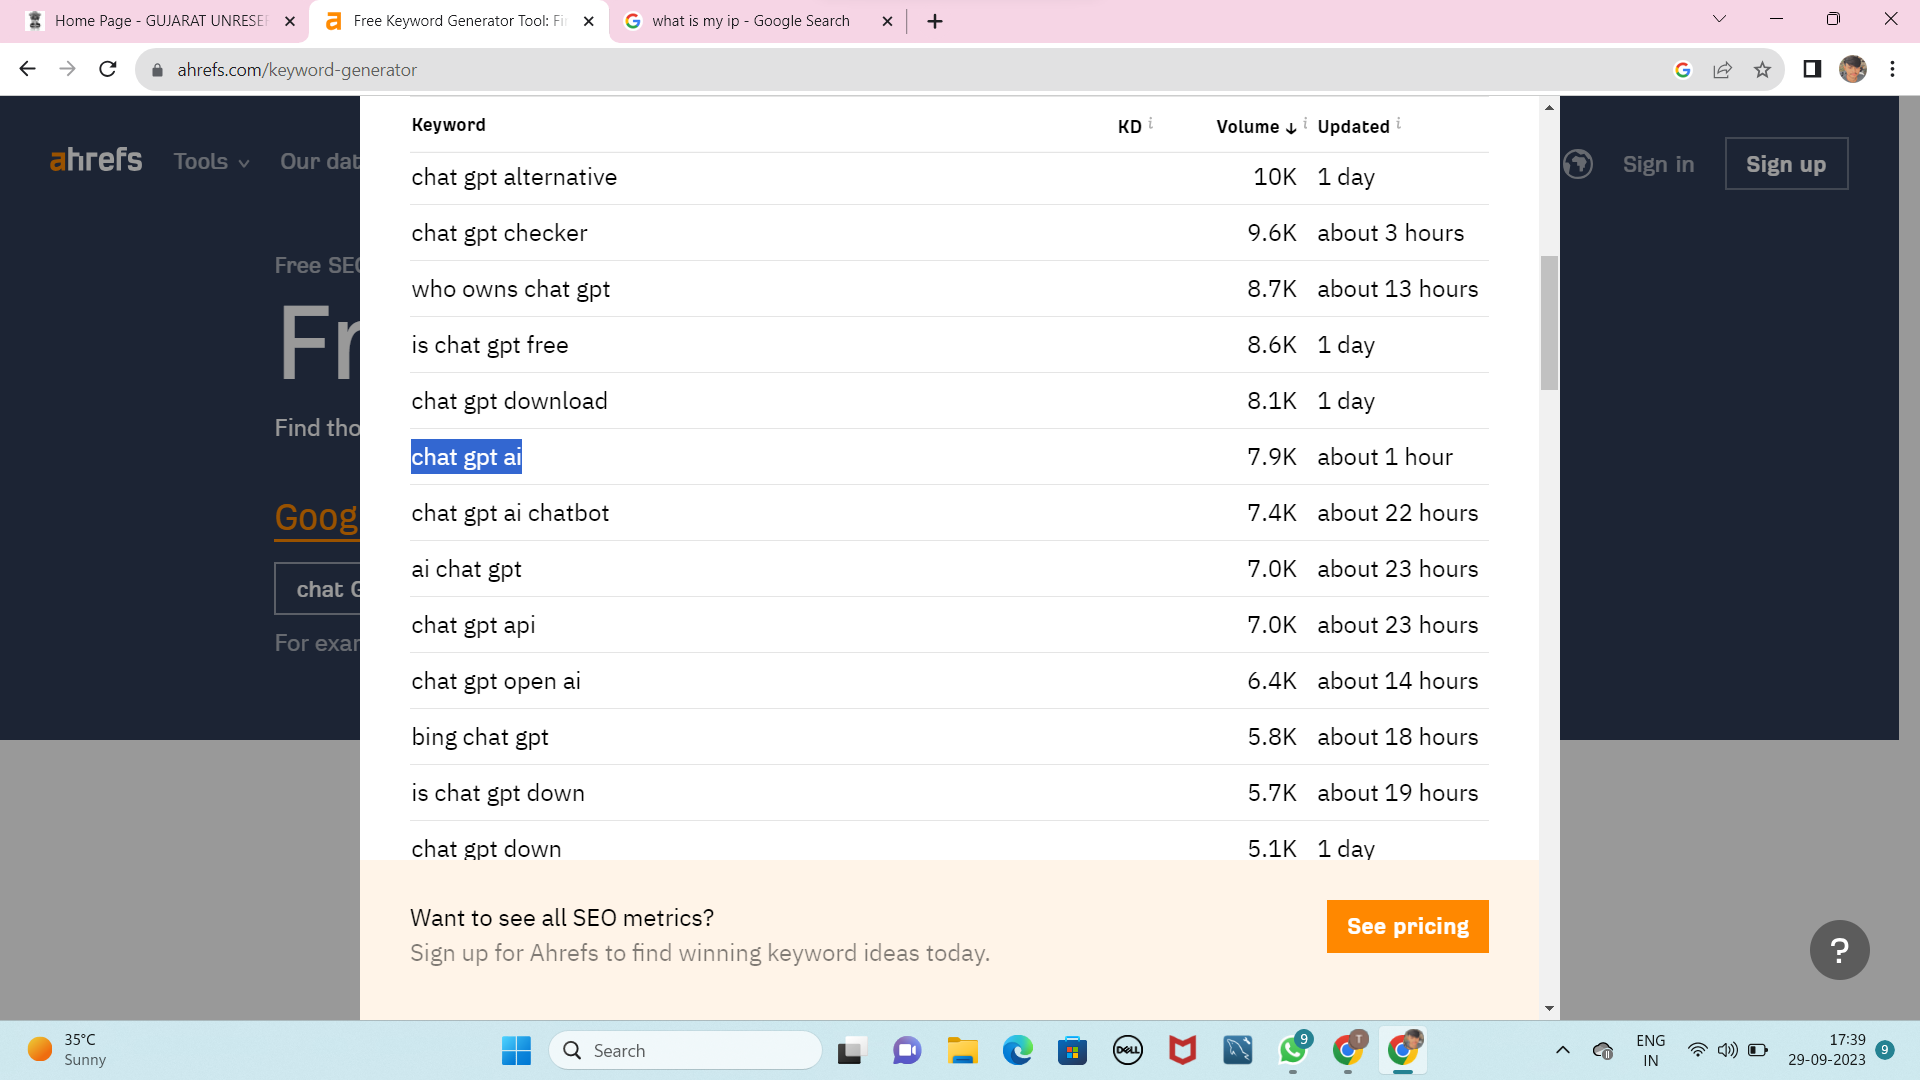 Home Page - GUJARAT UNRESER
Free Keyword Generator Tool: Fi
what is my ip - Google Search
ahrefs.com/keyword-generator
ahrefs
Tools
Our dat
Sign in
Sign up
Free SEO
Fr
Find tho
Goog
chat G
For exam
Keyword KD i Volume ↓ i Updated i
chat gpt alternative 10K 1 day
chat gpt checker 9.6K about 3 hours
who owns chat gpt 8.7K about 13 hours
is chat gpt free 8.6K 1 day
chat gpt download 8.1K 1 day
chat gpt ai 7.9K about 1 hour
chat gpt ai chatbot 7.4K about 22 hours
ai chat gpt 7.0K about 23 hours
chat gpt api 7.0K about 23 hours
chat gpt open ai 6.4K about 14 hours
bing chat gpt 5.8K about 18 hours
is chat gpt down 5.7K about 19 hours
chat gpt down 5.1K 1 day
Want to see all SEO metrics?
Sign up for Ahrefs to find winning keyword ideas today.
See pricing
?
35°C
Sunny
Search
DELL
9
T
ENG
IN
17:39
29-09-2023
9